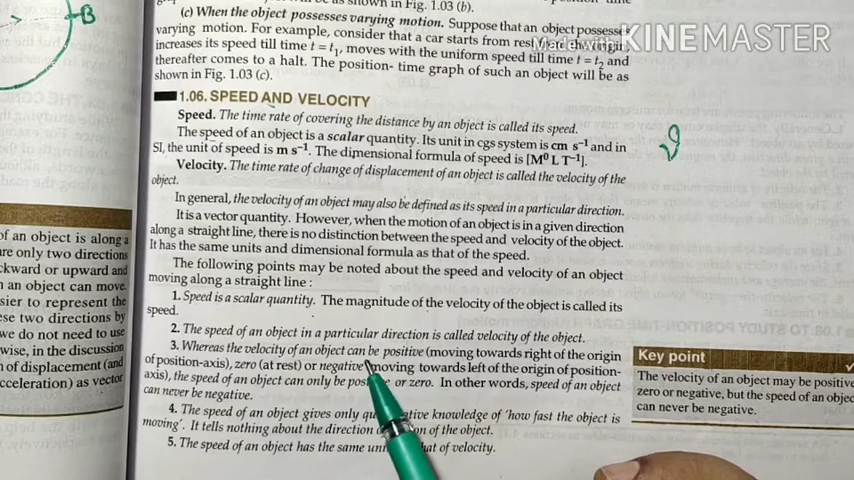 B
be as shown in Fig. 1.03 (b).
(c) When the object possesses varying motion. Suppose that an object possesses
varying motion. For example, consider that a car starts from rest
increases its speed till time t = t1, moves with the uniform speed till time t = t2 and
thereafter comes to a halt. The position- time graph of such an object will be as
shown in Fig. 1.03 (c).
Made with KINEMASTER
1.06. SPEED AND VELOCITY
Speed. The time rate of covering the distance by an object is called its speed.
The speed of an object is a scalar quantity. Its unit in cgs system is cm s⁻¹ and in
SI, the unit of speed is m s⁻¹. The dimensional formula of speed is [M⁰ L T⁻¹].
Velocity. The time rate of change of displacement of an object is called the velocity of the
object.
In general, the velocity of an object may also be defined as its speed in a particular direction.
It is a vector quantity. However, when the motion of an object is in a given direction
along a straight line, there is no distinction between the speed and velocity of the object.
It has the same units and dimensional formula as that of the speed.
The following points may be noted about the speed and velocity of an object
moving along a straight line :
1. Speed is a scalar quantity. The magnitude of the velocity of the object is called its
speed.
2. The speed of an object in a particular direction is called velocity of the object.
3. Whereas the velocity of an object can be positive (moving towards right of the origin
of position-axis), zero (at rest) or negative (moving towards left of the origin of position-
axis), the speed of an object can only be or zero. In other words, speed of an object
can never be negative.
4. The speed of an object gives only knowledge of 'how fast the object is
moving'. It tells nothing about the direction of the object.
5. The speed of an object has the same of velocity.
of an object is along a
are only two directions
ckward or upward and
an object can move.
sier to represent the
se two directions by
we do not need to use
wise, in the discussion
n of displacement (and
cceleration) as vector
Key point
The velocity of an object may be positive
zero or negative, but the speed of an object
can never be negative.